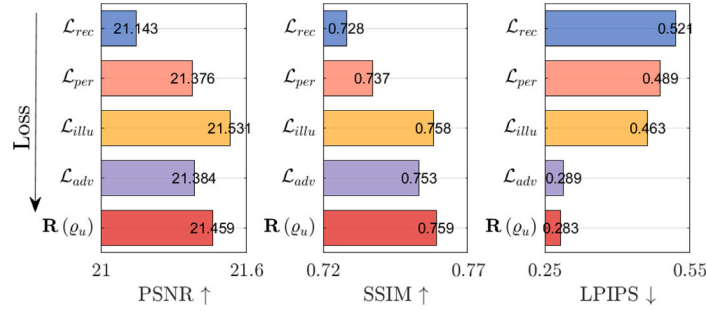 Loss
ℒrec 21.143
ℒper 21.376
ℒillu 21.531
ℒadv 21.384
R (ϱu) 21.459
21 21.6
PSNR ↑
ℒrec 0.728
ℒper 0.737
ℒillu 0.758
ℒadv 0.753
R (ϱu) 0.759
0.72 0.77
SSIM ↑
ℒrec 0.521
ℒper 0.489
ℒillu 0.463
ℒadv 0.289
R (ϱu) 0.283
0.25 0.55
LPIPS ↓